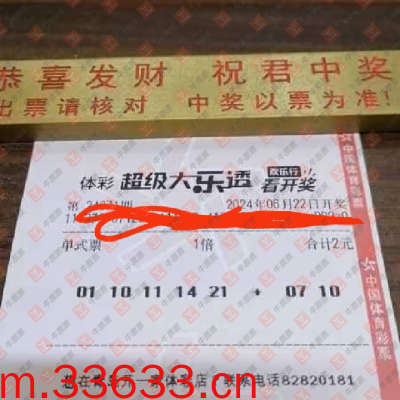 恭喜发财 祝君中奖
出票请核对 中奖以票为准!
体彩 超级大乐透 欢乐行 看开奖
2024年06月22日开奖
单式票 1倍 合计2元
01 10 11 14 21 + 07 10
中国体育彩票
联系电话82820181
m.33633.cn